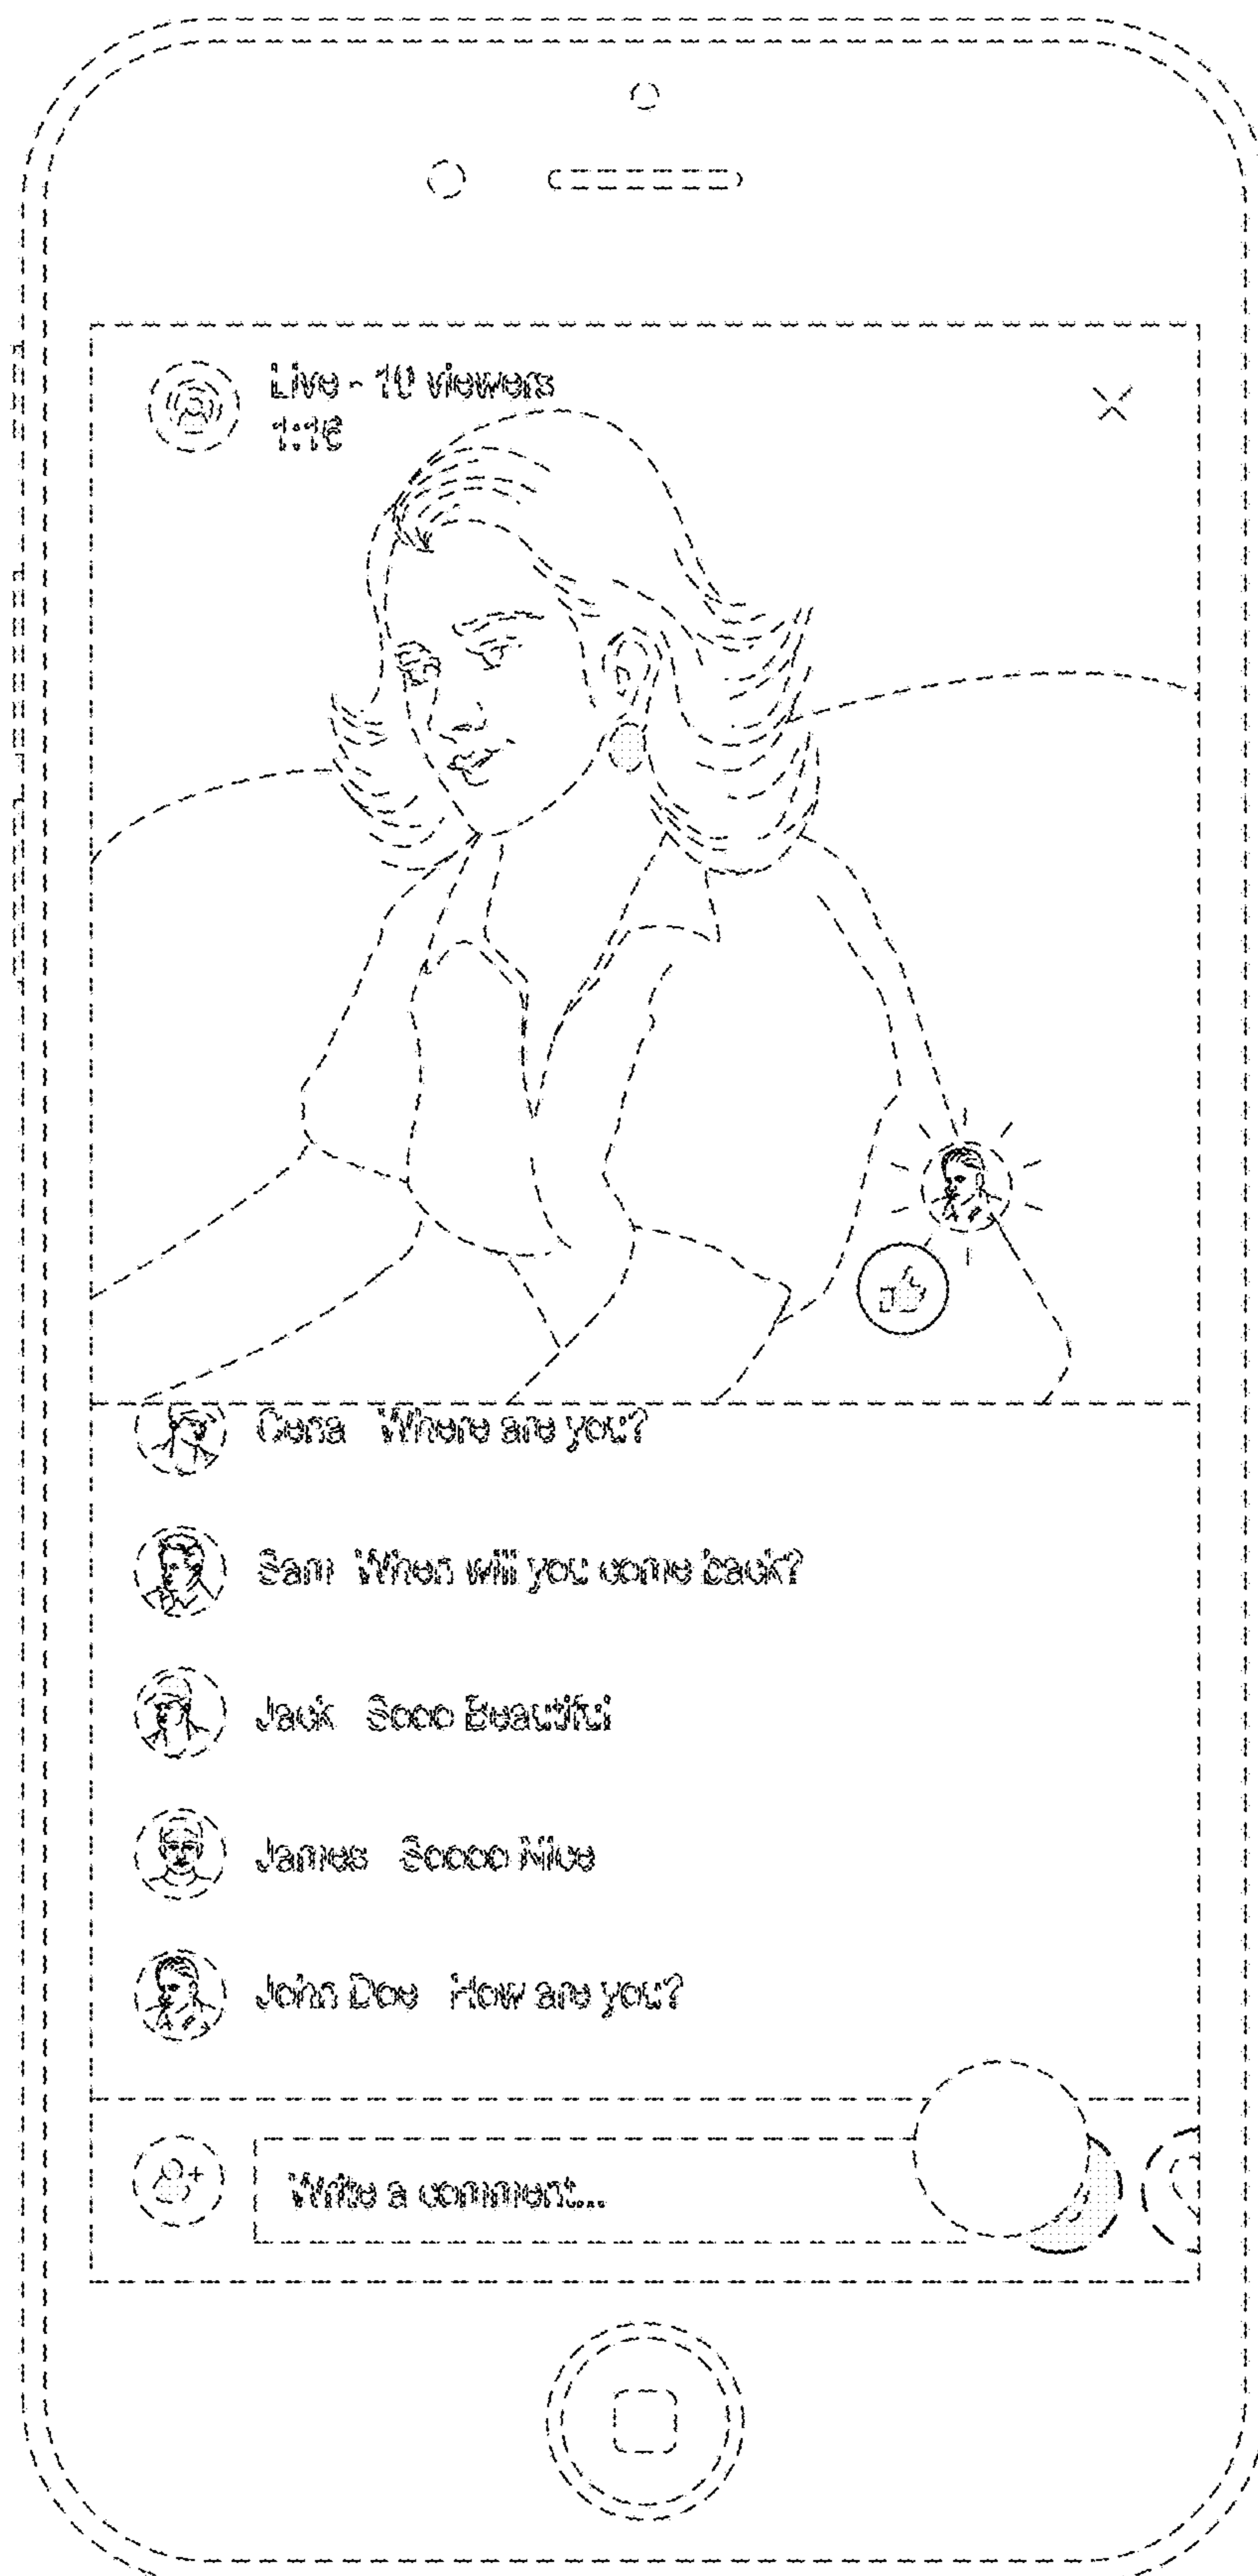 Live - 10 viewers
1:16
Cena Where are you?
Sam When will you come back?
Jack Sooo Beautiful
James Soooo Nice
John Doe How are you?
Write a comment...